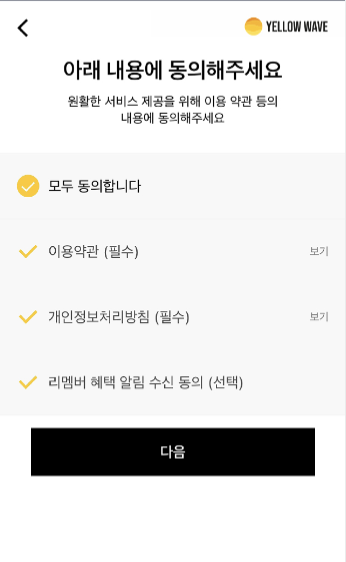 YELLOW WAVE
아래 내용에 동의해주세요
원활한 서비스 제공을 위해 이용 약관 등의
내용에 동의해주세요
모두 동의합니다
이용약관 (필수) 보기
개인정보처리방침 (필수) 보기
리멤버 혜택 알림 수신 동의 (선택)
다음